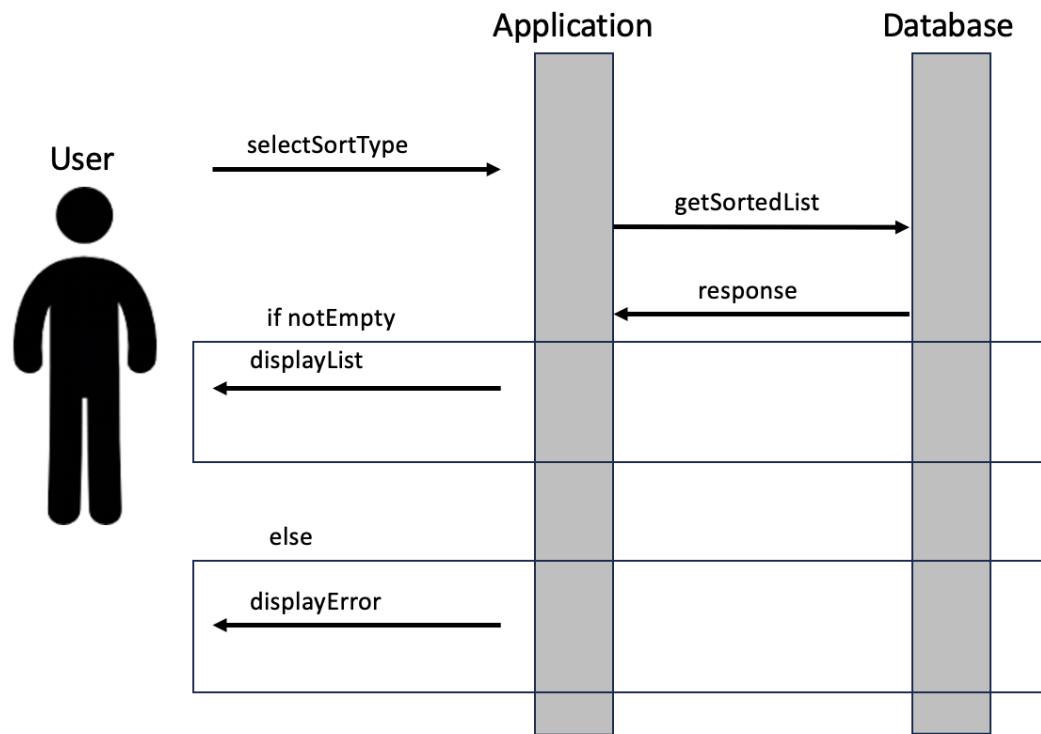 Application
Database
User
selectSortType
getSortedList
response
if notEmpty
displayList
else
displayError